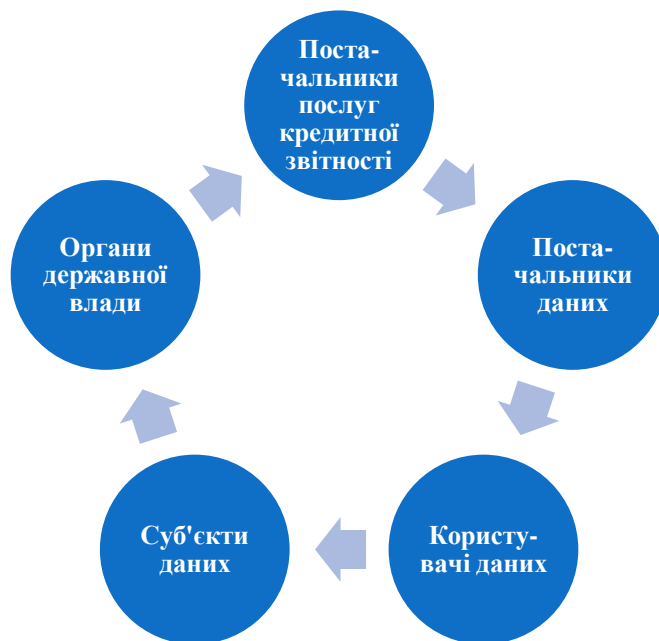 Поста-
чальники
послуг
кредитної
звітності
Поста-
чальники
даних
Користу-
вачі даних
Суб'єкти
даних
Органи
державної
влади